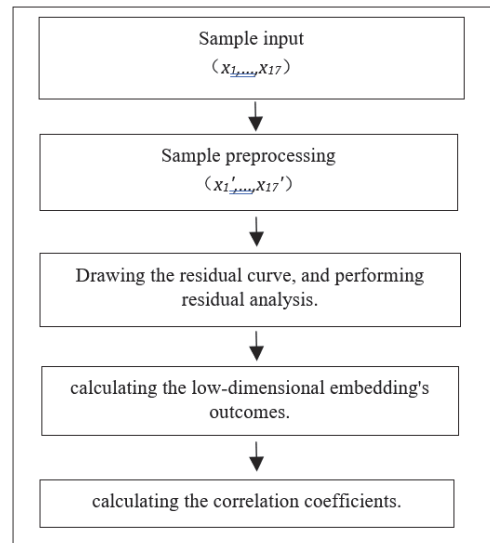 Sample input
（x1,...,x17）
Sample preprocessing
（x1′,...,x17′）
Drawing the residual curve, and performing
residual analysis.
calculating the low-dimensional embedding's
outcomes.
calculating the correlation coefficients.